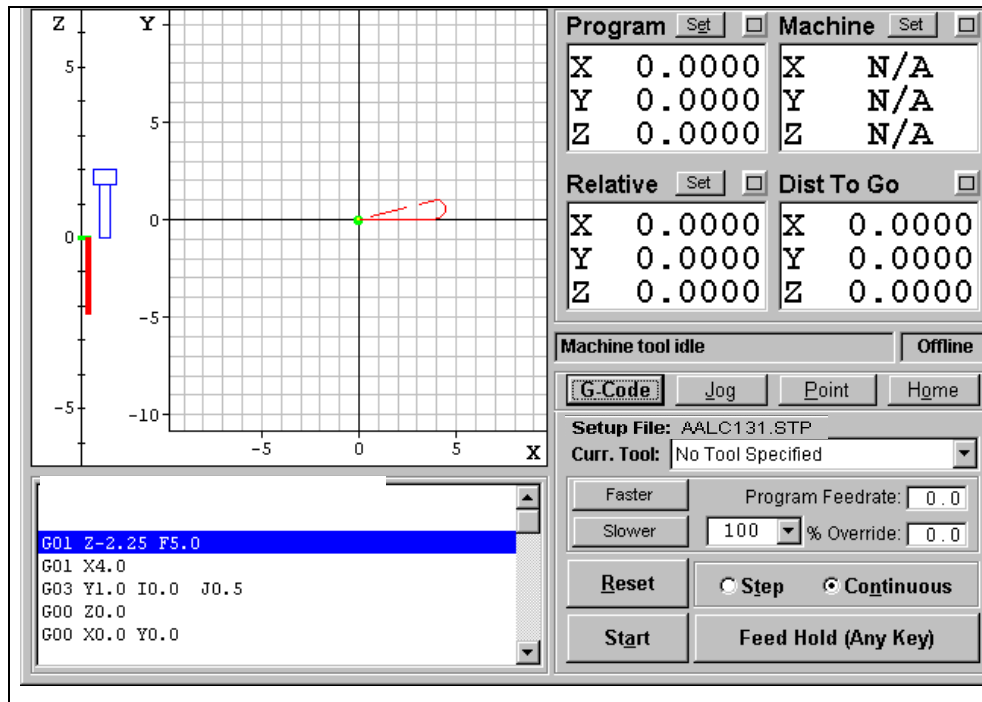 Z
5
0
-5
Y
5
0
-5
-10
-5 0 5 X
G01 Z-2.25 F5.0
G01 X4.0
G03 Y1.0 I0.0 J0.5
G00 Z0.0
G00 X0.0 Y0.0
Program Set
X 0.0000
Y 0.0000
Z 0.0000
Machine Set
X N/A
Y N/A
Z N/A
Relative Set
X 0.0000
Y 0.0000
Z 0.0000
Dist To Go
X 0.0000
Y 0.0000
Z 0.0000
Machine tool idle Offline
G-Code Jog Point Home
Setup File: AALC131.STP
Curr. Tool: No Tool Specified
Faster Program Feedrate: 0.0
Slower 100 % Override: 0.0
Reset Step Continuous
Start Feed Hold (Any Key)